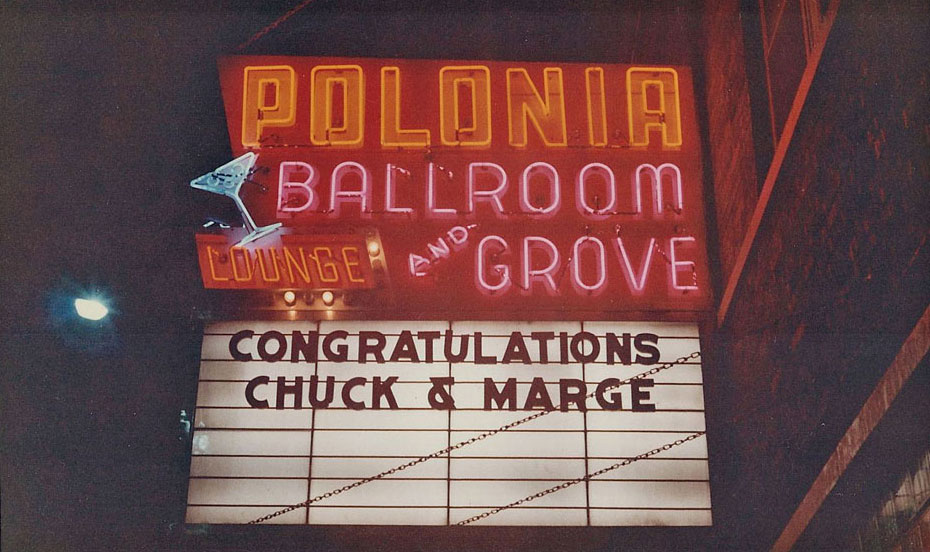 POLONIA
BALLROOM
AND GROVE
LOUNGE
CONGRATULATIONS
CHUCK & MARGE